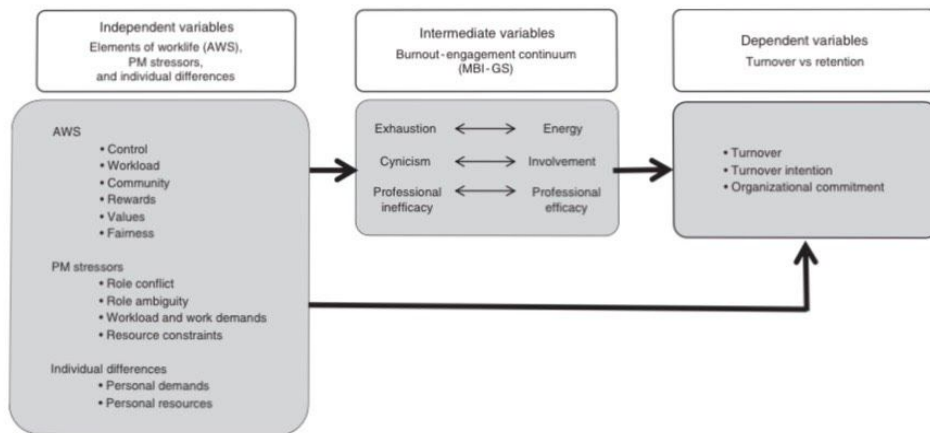 Independent variables
Elements of worklife (AWS),
PM stressors,
and individual differences
AWS
• Control
• Workload
• Community
• Rewards
• Values
• Fairness
PM stressors
• Role conflict
• Role ambiguity
• Workload and work demands
• Resource constraints
Individual differences
• Personal demands
• Personal resources
Intermediate variables
Burnout-engagement continuum
(MBI-GS)
Exhaustion Energy
Cynicism Involvement
Professional Professional
inefficacy efficacy
Dependent variables
Turnover vs retention
• Turnover
• Turnover intention
• Organizational commitment